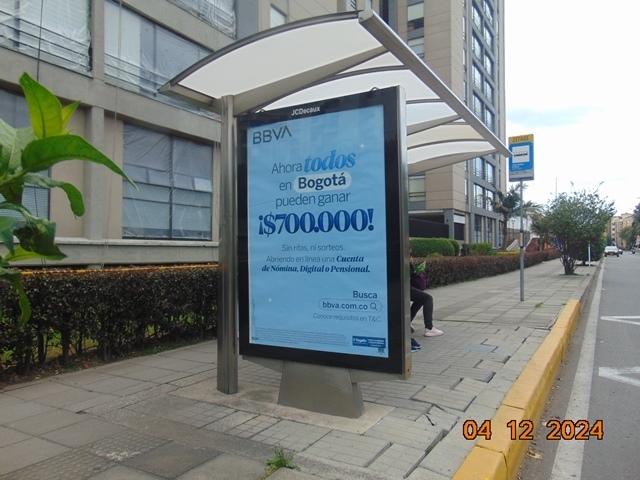 JCDecaux
BBVA
Ahora todos
en Bogotá
pueden ganar
¡$700.000!
Sin rifas, ni sorteos.
Abriendo en línea una Cuenta
de Nómina, Digital o Pensional.
Busca
bbva.com.co
Conoce requisitos en T&C
04 12 2024